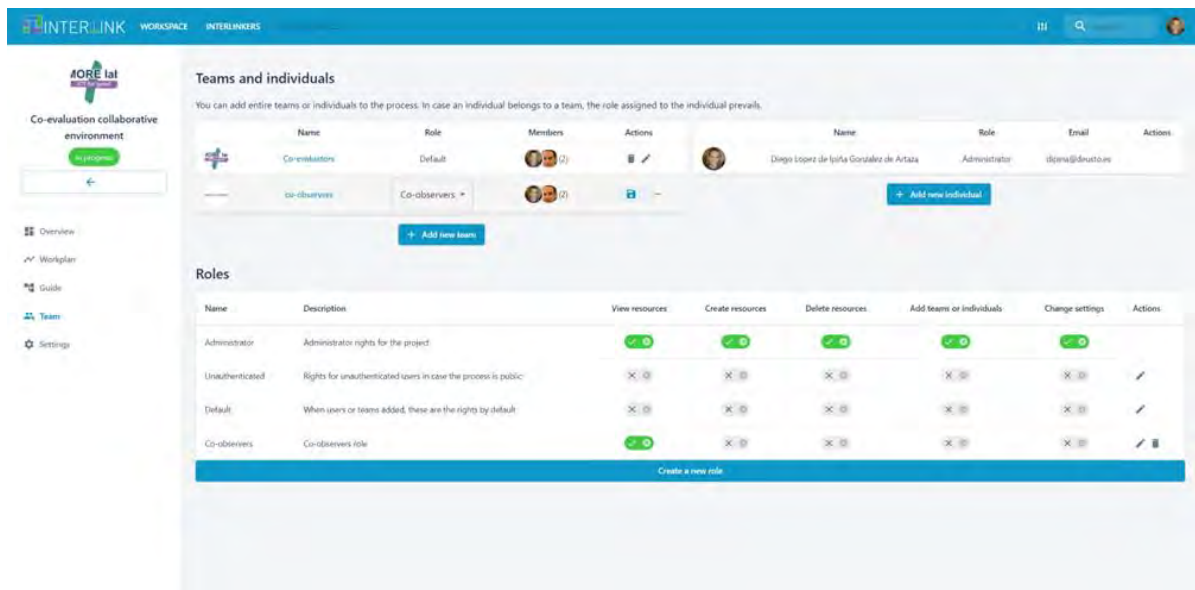 INTERLINK WORKSPACE INTERLINKERS
MORE lab
Co-evaluation collaborative
environment
In progress
Overview
Workplan
Guide
Team
Settings
Teams and individuals
You can add entire teams or individuals to the process. In case an individual belongs to a team, the role assigned to the individual prevails.
Name Role Members Actions
Co-evaluators Default (2)
co-observers Co-observers (2)
+ Add new team
Name Role Email Actions
Diego Lopez de Ipiña Gonzalez de Artaza Administrator dipina@deusto.es
+ Add new individual
Roles
Name Description View resources Create resources Delete resources Add teams or individuals Change settings Actions
Administrator Administrator rights for the project
Unauthenticated Rights for unauthenticated users in case the process is public
Default When users or teams added, these are the rights by default
Co-observers Co-observers role
Create a new role